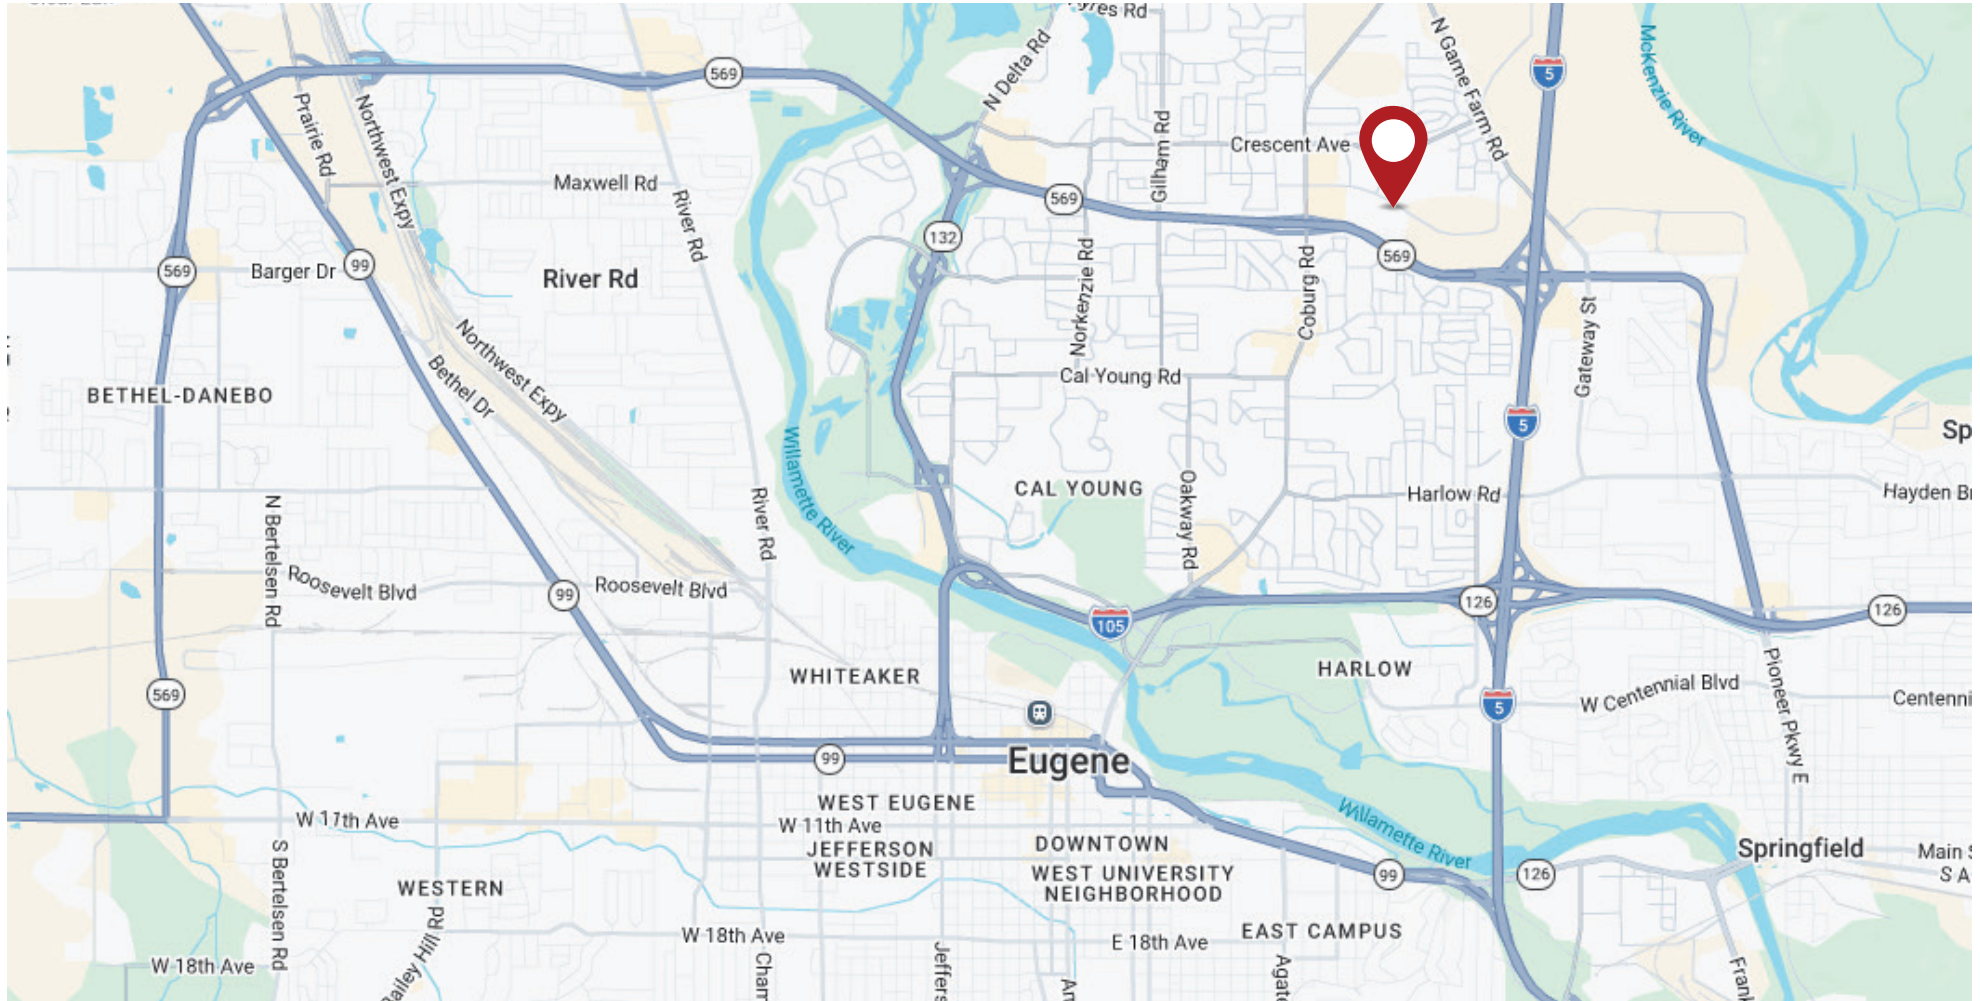 N Delta Rd
N Game Farm Rd
McKenzie River
5
569
Prairie Rd
Northwest Expy
Gilham Rd
Crescent Ave
Maxwell Rd
River Rd
569
132
569
Barger Dr
99
River Rd
Norkenzie Rd
Coburg Rd
569
Gateway St
Northwest Expy
Bethel Dr
BETHEL-DANEBO
Cal Young Rd
5
Willamette River
CAL YOUNG
Oakway Rd
Harlow Rd
N Bertelsen Rd
River Rd
Roosevelt Blvd
99
Roosevelt Blvd
105
126
126
WHITEAKER
HARLOW
569
5
W Centennial Blvd
Pioneer Pkwy E
99
Eugene
WEST EUGENE
W 11th Ave
W 11th Ave
JEFFERSON
WESTSIDE
DOWNTOWN
WEST UNIVERSITY
NEIGHBORHOOD
Willamette River
99
126
Springfield
Main
S Bertelsen Rd
WESTERN
Bailey Hill Rd
W 18th Ave
E 18th Ave
EAST CAMPUS
W 18th Ave